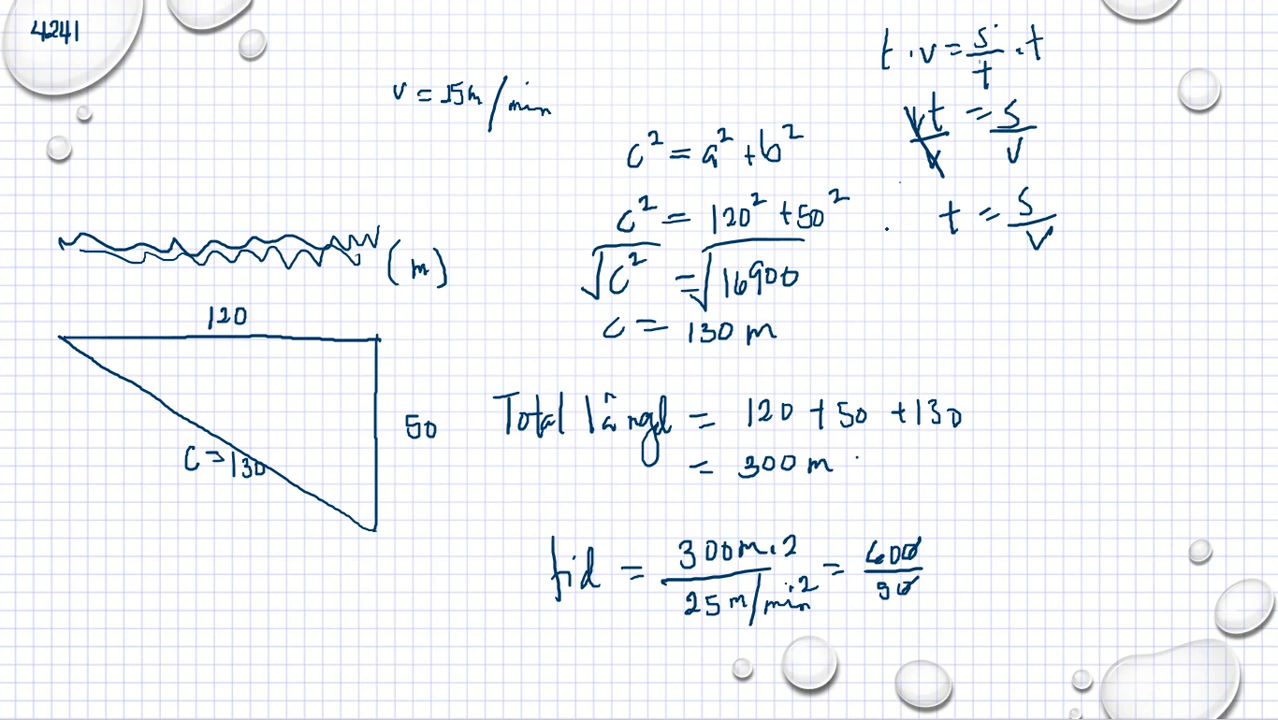 4241
v = 25m/min
t · v = s/t · t
vt/v = s/v
t = s/v
c² = a² + b²
c² = 120² + 50²
√c² = √16900
c = 130 m
(m)
120
50
c = 130
Total längd = 120 + 50 + 130
= 300 m
tid = 300m·2 / 25 m/min·2 = 600/50